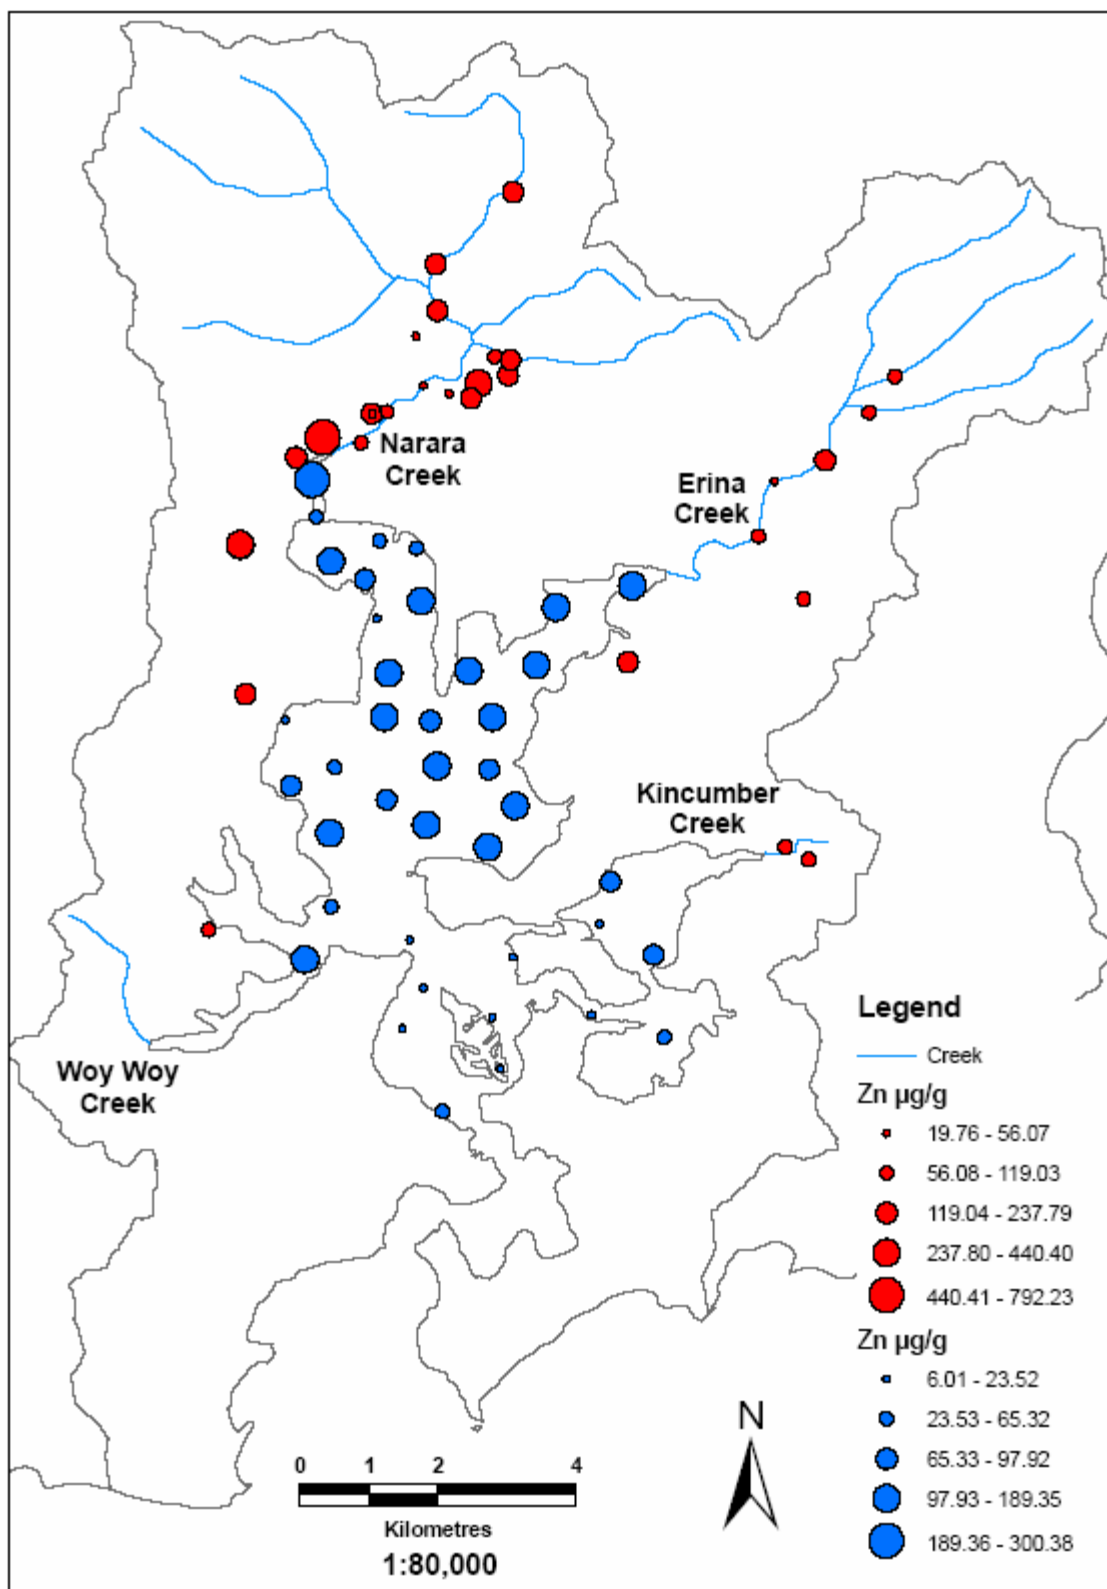 Narara
Creek
Erina
Creek
Kincumber
Creek
Woy Woy
Creek
Legend
Creek
Zn µg/g
19.76 - 56.07
56.08 - 119.03
119.04 - 237.79
237.80 - 440.40
440.41 - 792.23
Zn µg/g
6.01 - 23.52
23.53 - 65.32
65.33 - 97.92
97.93 - 189.35
189.36 - 300.38
N
0 1 2 4
Kilometres
1:80,000